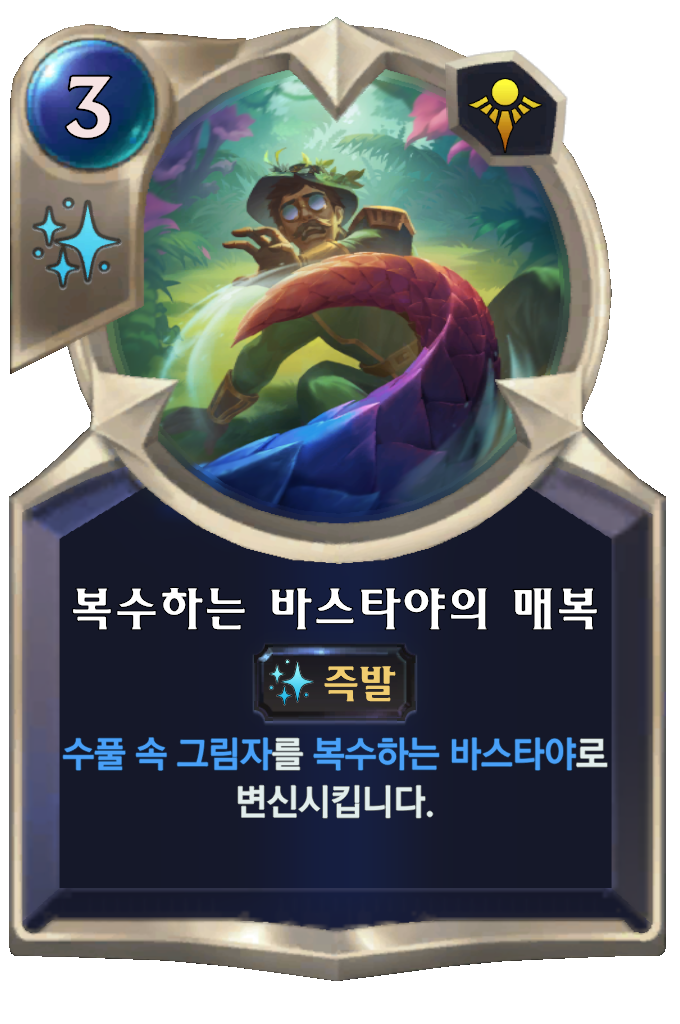 3
복수하는 바스타야의 매복
즉발
수풀 속 그림자를 복수하는 바스타야로
변신시킵니다.